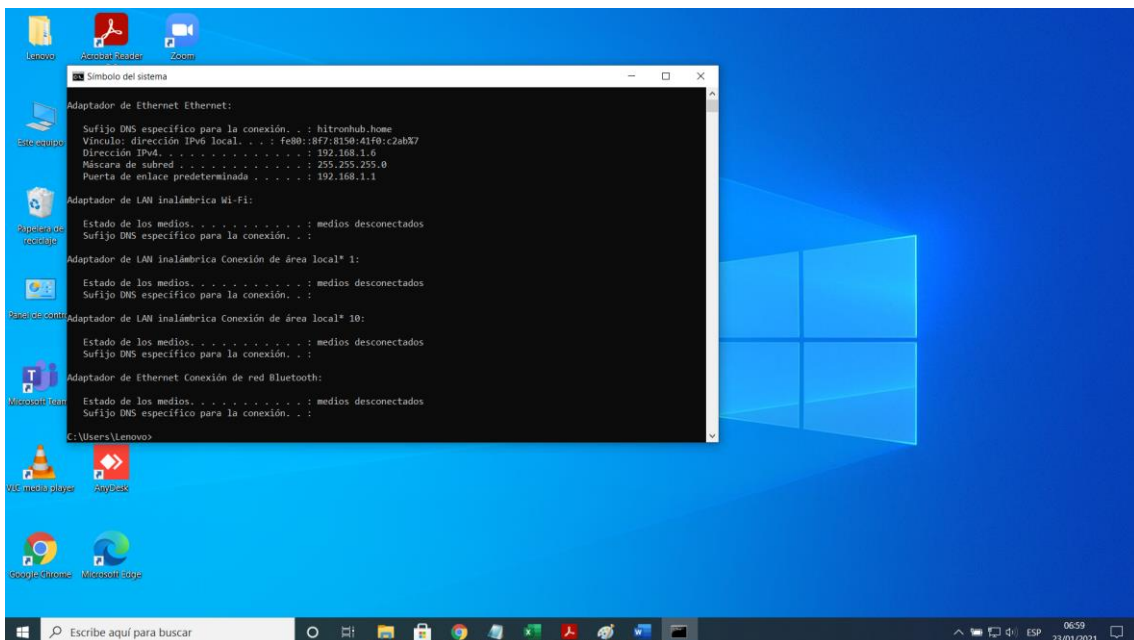 Lenovo
Acrobat Reader
Zoom
Símbolo del sistema
Adaptador de Ethernet Ethernet:
Sufijo DNS específico para la conexión. . : hitronhub.home
Vínculo: dirección IPv6 local. . . : fe80::8f7:8150:41f0:c2ab%7
Dirección IPv4. . . . . . . . . . . . . . : 192.168.1.6
Máscara de subred . . . . . . . . . . . . : 255.255.255.0
Puerta de enlace predeterminada . . . . . : 192.168.1.1
Adaptador de LAN inalámbrica Wi-Fi:
Estado de los medios. . . . . . . . . . . : medios desconectados
Sufijo DNS específico para la conexión. . :
Adaptador de LAN inalámbrica Conexión de área local* 1:
Estado de los medios. . . . . . . . . . . : medios desconectados
Sufijo DNS específico para la conexión. . :
Adaptador de LAN inalámbrica Conexión de área local* 10:
Estado de los medios. . . . . . . . . . . : medios desconectados
Sufijo DNS específico para la conexión. . :
Adaptador de Ethernet Conexión de red Bluetooth:
Estado de los medios. . . . . . . . . . . : medios desconectados
Sufijo DNS específico para la conexión. . :
C:\Users\Lenovo>
Este equipo
Papelera de
reciclaje
Panel de contr
Microsoft Team
VLC media player
AnyDesk
Google Chrome
Microsoft Edge
Escribe aquí para buscar
ESP
06:59
23/01/2021